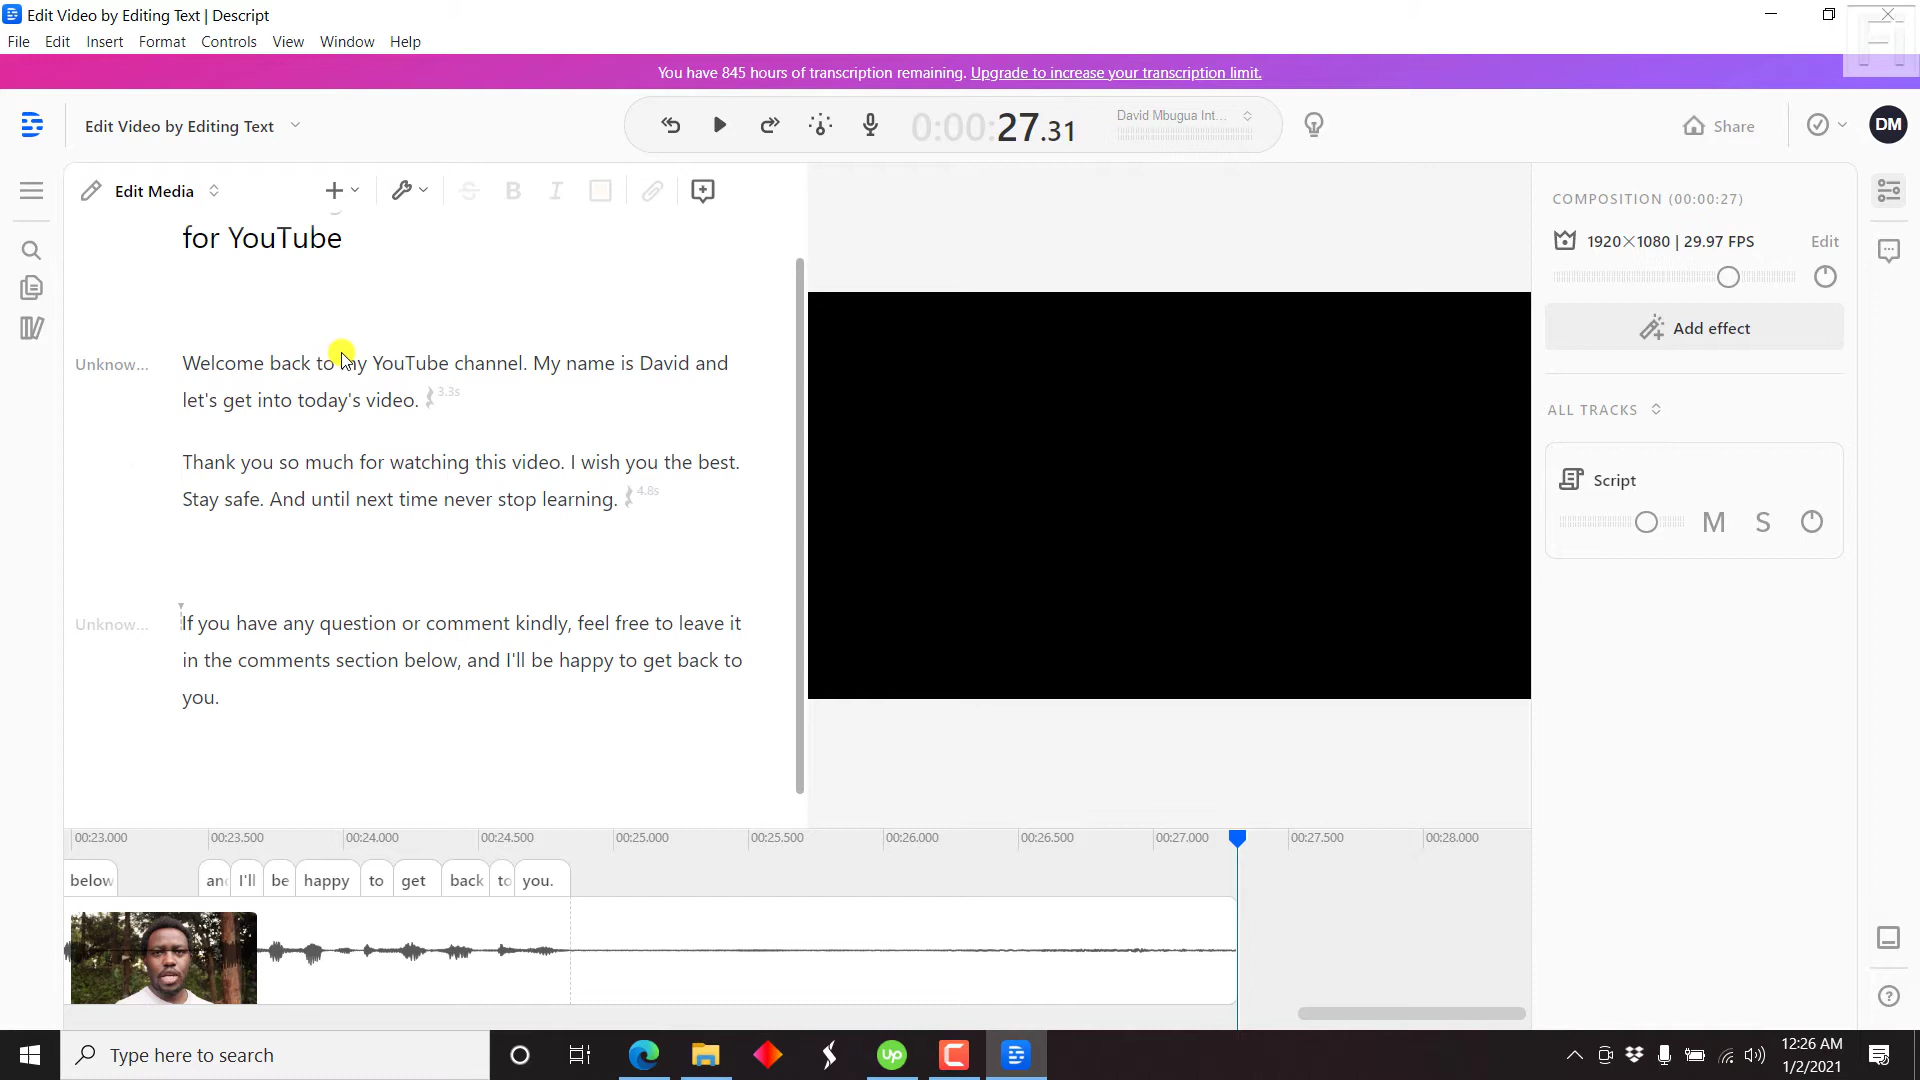 Edit Video by Editing Text | Descript
File Edit Insert Format Controls View Window Help
You have 845 hours of transcription remaining. Upgrade to increase your transcription limit.
Edit Video by Editing Text
0:00:27.31
David Mbugua Int...
Share
DM
Edit Media
B I
COMPOSITION (00:00:27)
for YouTube
1920×1080 | 29.97 FPS
Edit
Add effect
Unknow...
Welcome back to my YouTube channel. My name is David and
let's get into today's video. 3.3s
ALL TRACKS
Thank you so much for watching this video. I wish you the best.
Stay safe. And until next time never stop learning. 4.8s
Script
M S
Unknow...
If you have any question or comment kindly, feel free to leave it
in the comments section below, and I'll be happy to get back to
you.
00:23.000 00:23.500 00:24.000 00:24.500 00:25.000 00:25.500 00:26.000 00:26.500 00:27.000 00:27.500 00:28.000
below and I'll be happy to get back to you.
Type here to search
up
12:26 AM
1/2/2021